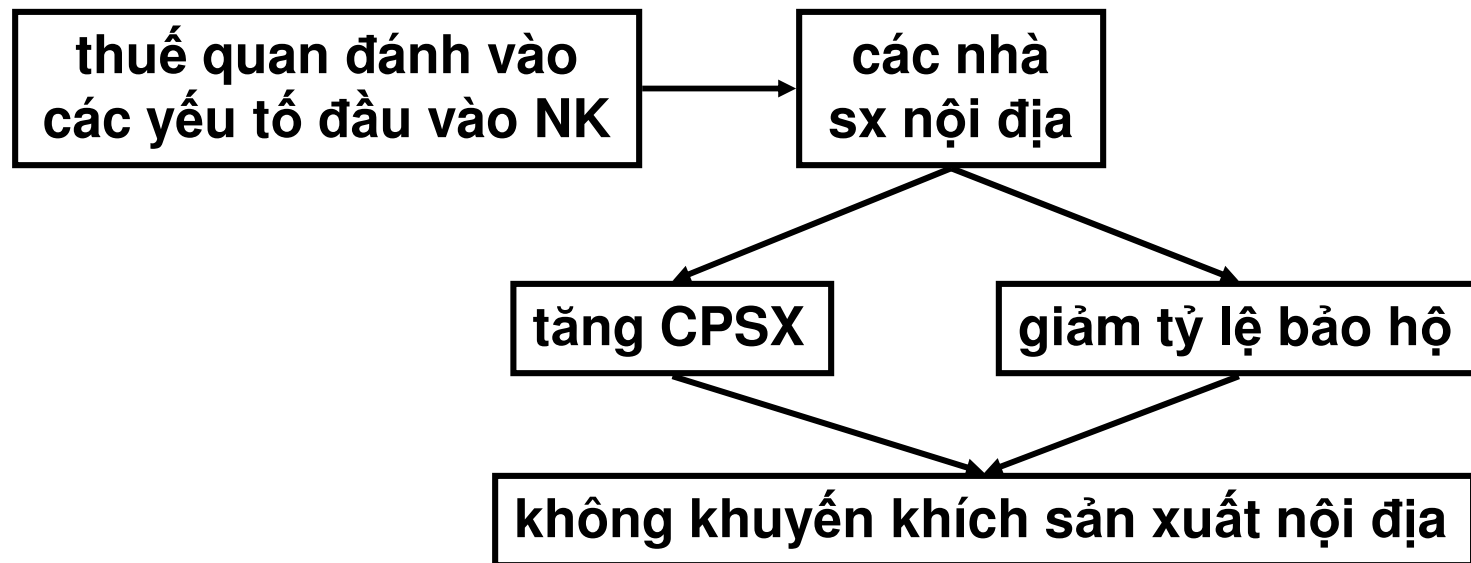 thuế quan đánh vào
các yếu tố đầu vào NK
các nhà
sx nội địa
tăng CPSX
giảm tỷ lệ bảo hộ
không khuyến khích sản xuất nội địa